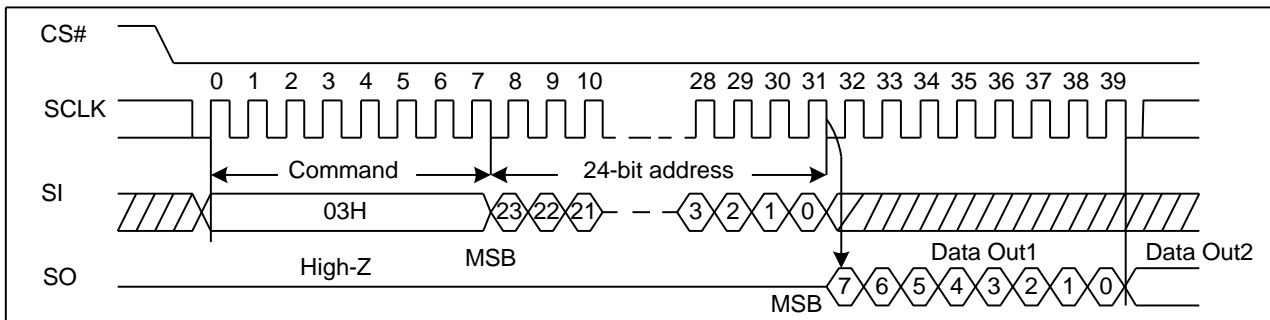 CS#
0 1 2 3 4 5 6 7 8 9 10 28 29 30 31 32 33 34 35 36 37 38 39
SCLK
Command 24-bit address
SI
03H 23 22 21 3 2 1 0
High-Z MSB Data Out1 Data Out2
SO
MSB 7 6 5 4 3 2 1 0